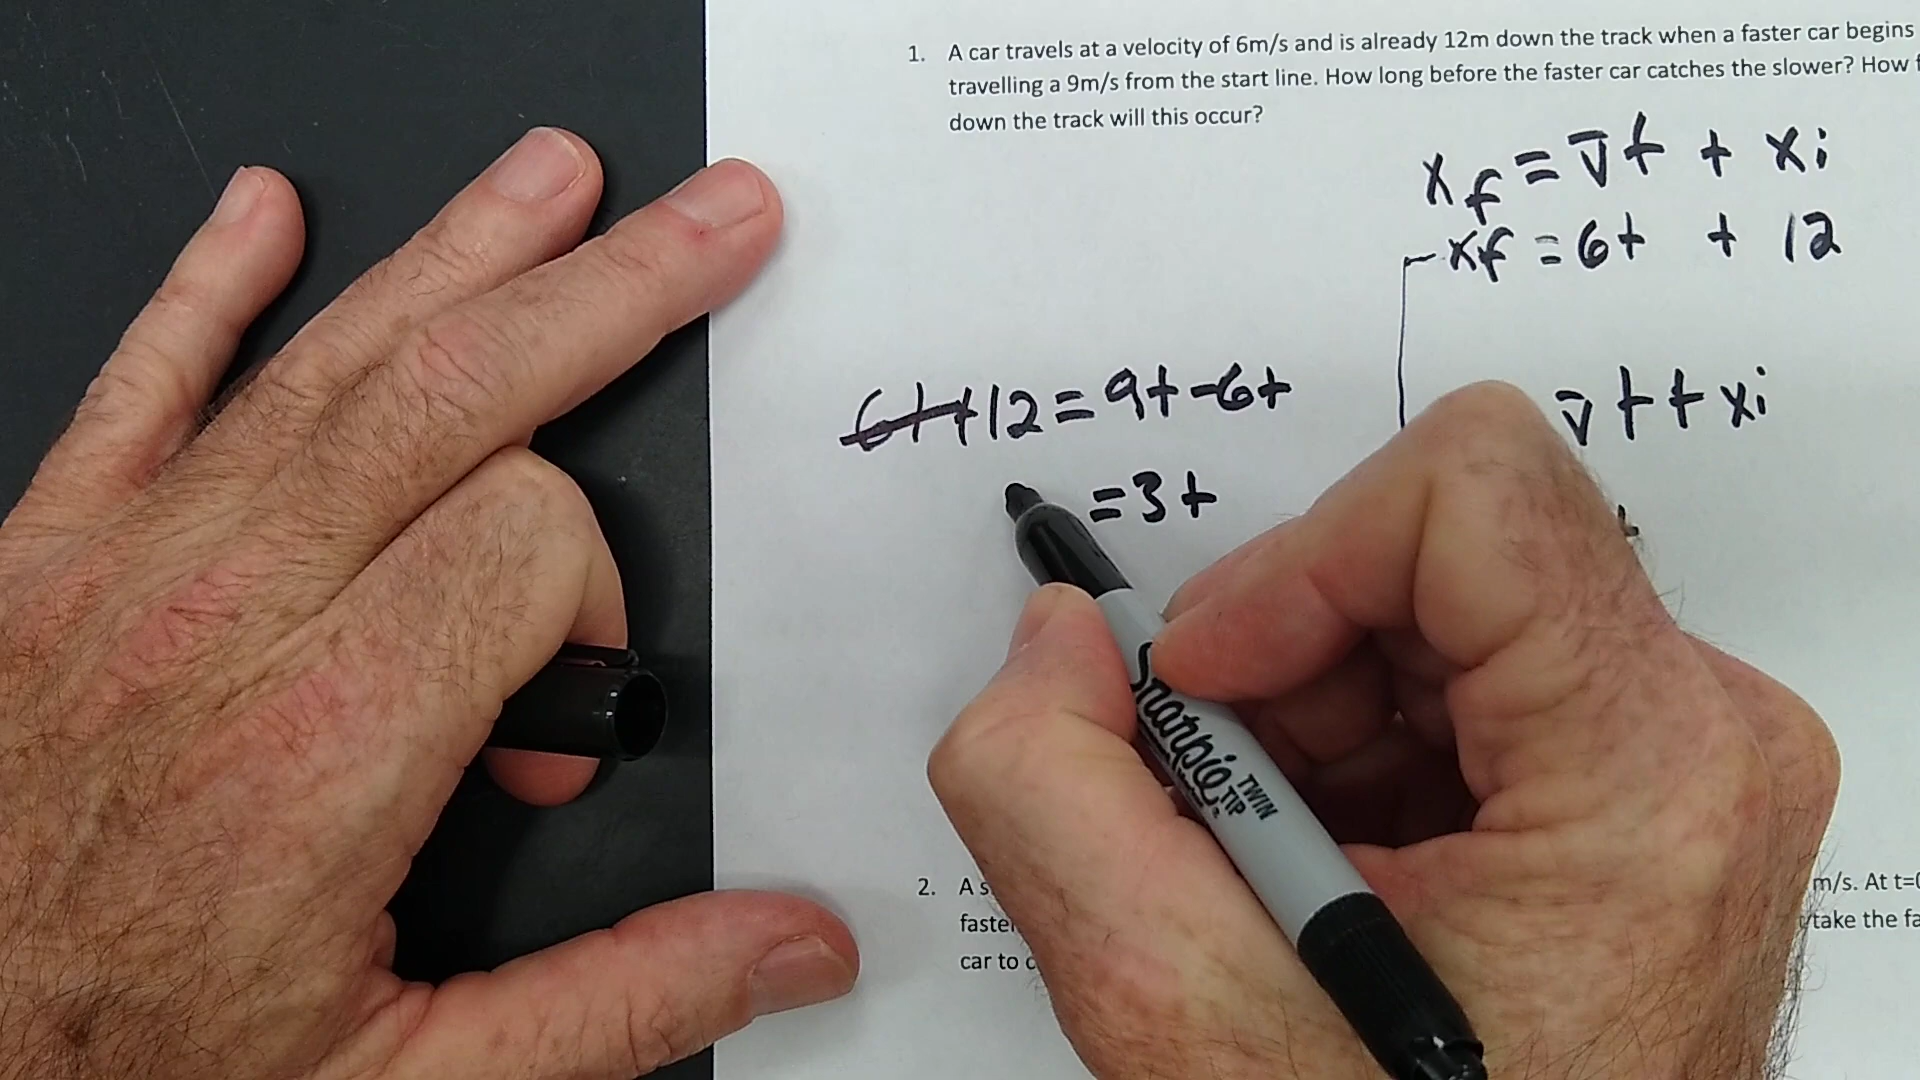 1. A car travels at a velocity of 6m/s and is already 12m down the track when a faster car begins
travelling a 9m/s from the start line. How long before the faster car catches the slower? How f
down the track will this occur?
xf = v̄t + xi
xf = 6t + 12
6t+12 = 9t-6t
v̄t + xi
= 3t
Sharpie TWIN TIP
2. A s m/s. At t=0
faster take the fa
car to